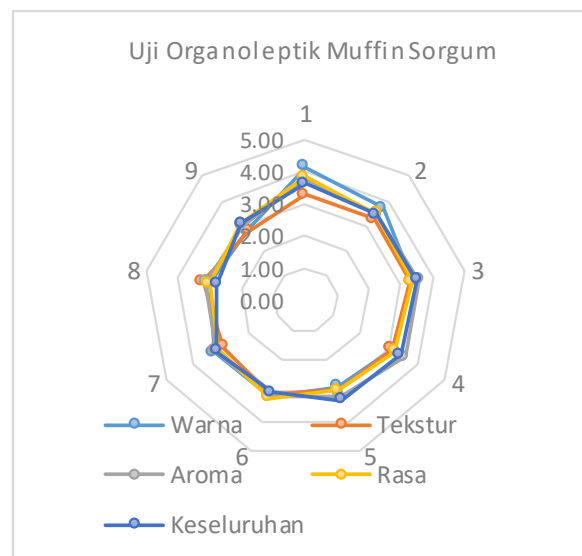 Uji Organoleptik Muffin Sorgum
1
5.00
9
2
4.00
3.00
2.00
8
3
1.00
0.00
7
4
Warna
Tekstur
6
5
Aroma
Rasa
Keseluruhan